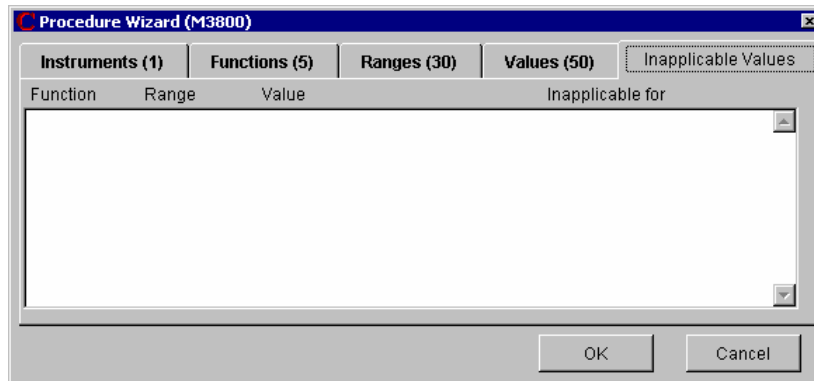 Procedure Wizard (M3800)
Instruments (1) Functions (5) Ranges (30) Values (50) Inapplicable Values
Function Range Value Inapplicable for
OK Cancel